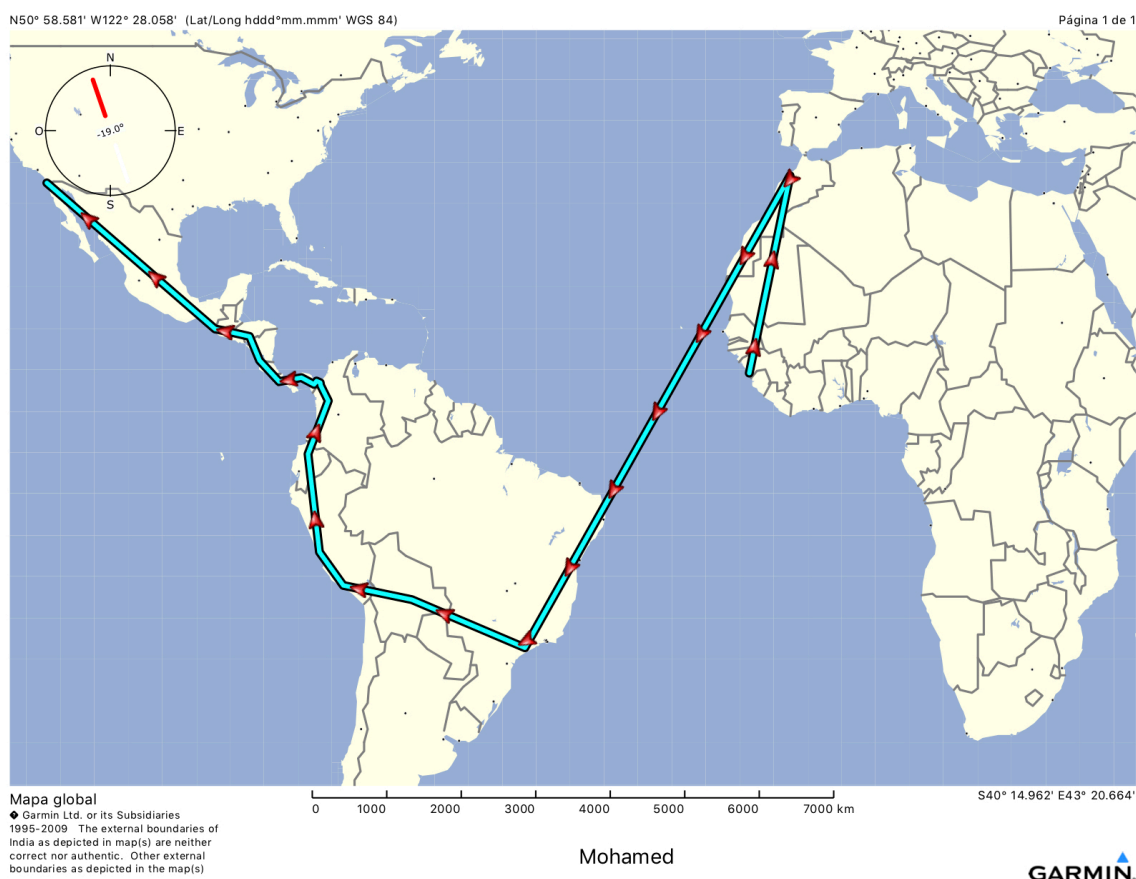 N50° 58.581' W122° 28.058' (Lat/Long hddd°mm.mmm' WGS 84)
Página 1 de 1
N
O
-19.0°
E
S
Mapa global
� Garmin Ltd. or its Subsidiaries
1995-2009 The external boundaries of
India as depicted in map(s) are neither
correct nor authentic. Other external
boundaries as depicted in the map(s)
0 1000 2000 3000 4000 5000 6000 7000 km
S40° 14.962' E43° 20.664'
Mohamed
GARMIN.